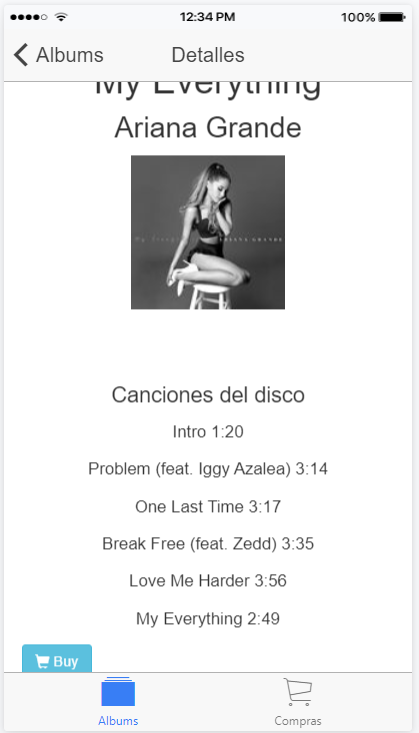 12:34 PM 100%
Albums Detalles
My Everything
Ariana Grande
ARIANA GRANDE
Canciones del disco
Intro 1:20
Problem (feat. Iggy Azalea) 3:14
One Last Time 3:17
Break Free (feat. Zedd) 3:35
Love Me Harder 3:56
My Everything 2:49
Buy
Albums Compras